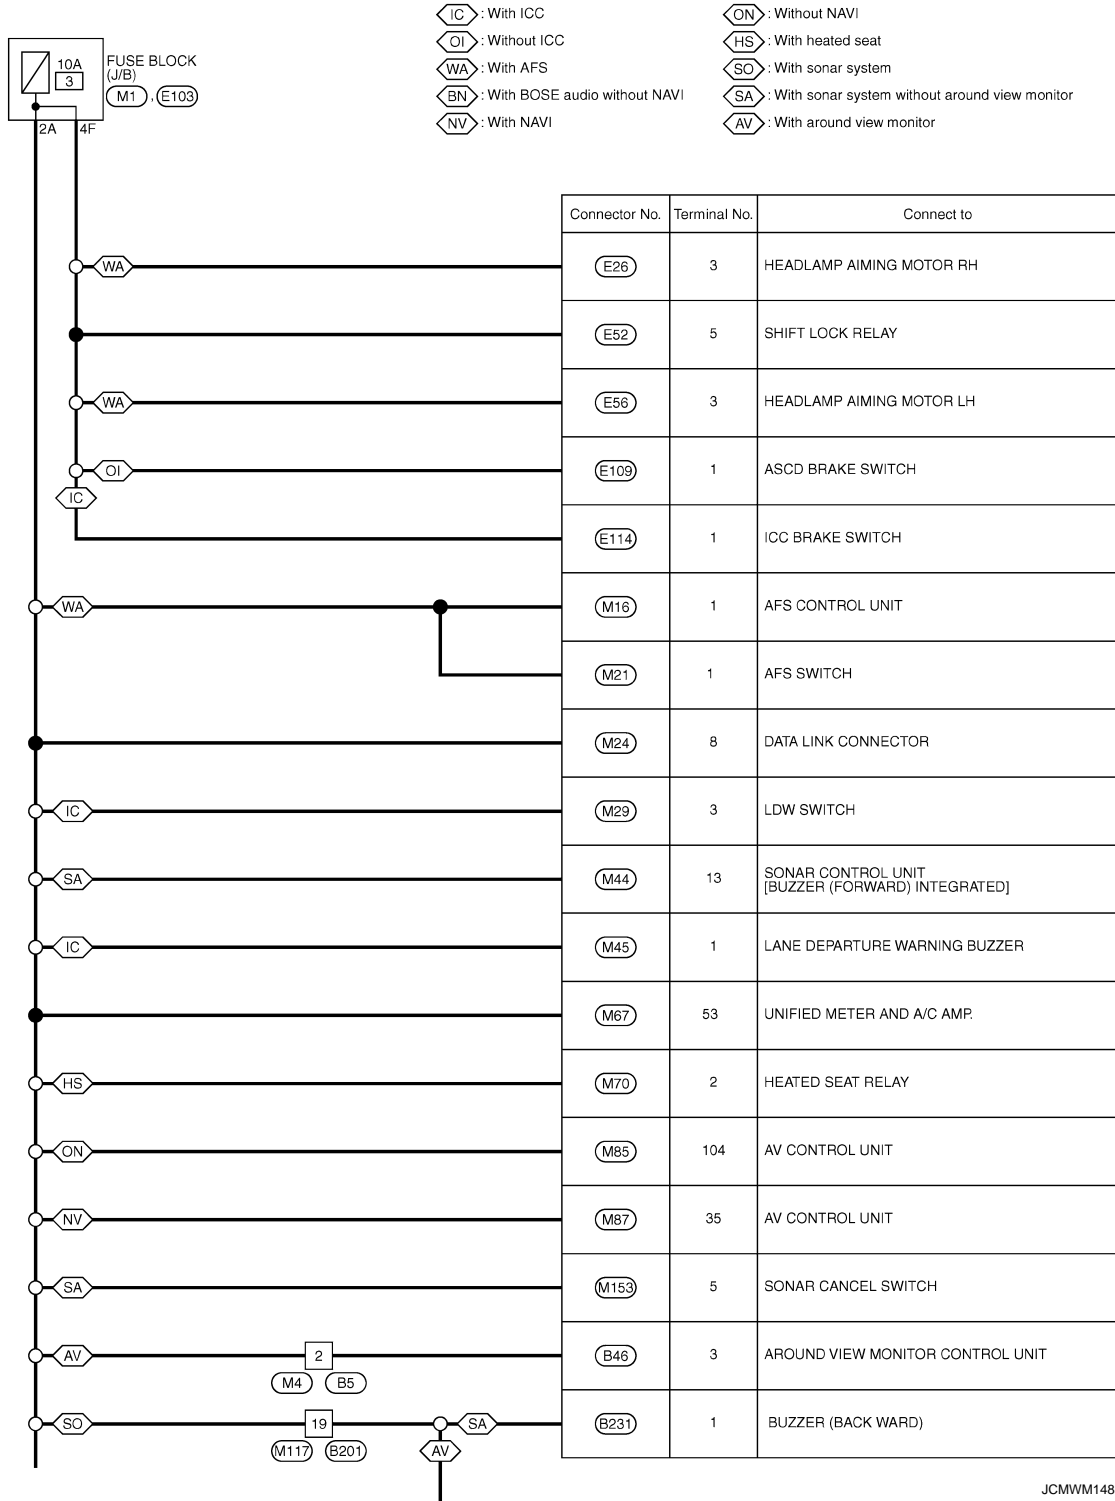 IC : With ICC
OI : Without ICC
WA : With AFS
BN : With BOSE audio without NAVI
NV : With NAVI
ON : Without NAVI
HS : With heated seat
SO : With sonar system
SA : With sonar system without around view monitor
AV : With around view monitor
10A
3
FUSE BLOCK
(J/B)
M1 , E103
2A 4F
Connector No. Terminal No. Connect to
WA E26 3 HEADLAMP AIMING MOTOR RH
E52 5 SHIFT LOCK RELAY
WA E56 3 HEADLAMP AIMING MOTOR LH
OI E109 1 ASCD BRAKE SWITCH
IC
E114 1 ICC BRAKE SWITCH
WA M16 1 AFS CONTROL UNIT
M21 1 AFS SWITCH
M24 8 DATA LINK CONNECTOR
IC M29 3 LDW SWITCH
SA M44 13 SONAR CONTROL UNIT
[BUZZER (FORWARD) INTEGRATED]
IC M45 1 LANE DEPARTURE WARNING BUZZER
M67 53 UNIFIED METER AND A/C AMP.
HS M70 2 HEATED SEAT RELAY
ON M85 104 AV CONTROL UNIT
NV M87 35 AV CONTROL UNIT
SA M153 5 SONAR CANCEL SWITCH
AV 2 B46 3 AROUND VIEW MONITOR CONTROL UNIT
M4 B5
SO 19 SA B231 1 BUZZER (BACK WARD)
M117 B201 AV
JCMWM148